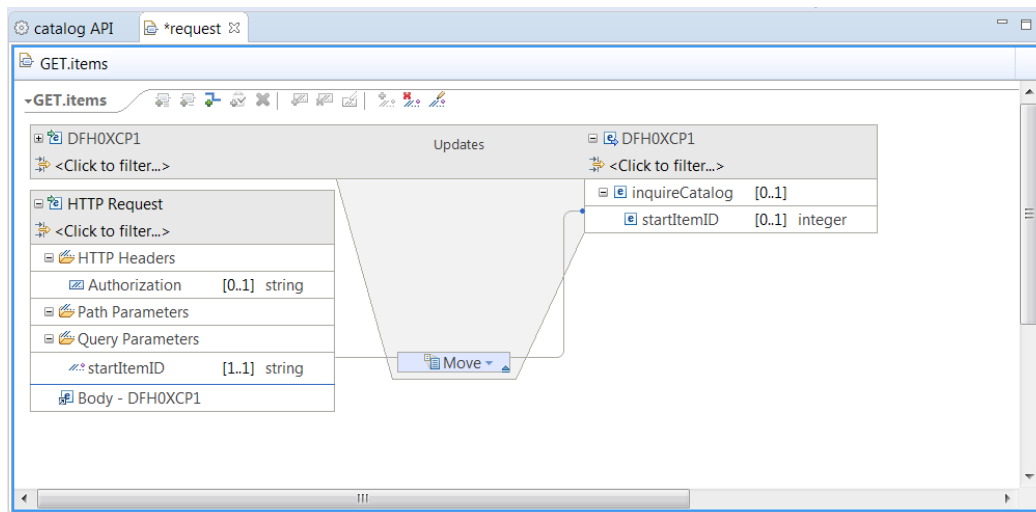 catalog API
*request
GET.items
GET.items
DFH0XCP1
Updates
DFH0XCP1
<Click to filter...>
<Click to filter...>
inquireCatalog [0..1]
HTTP Request
startItemID [0..1] integer
<Click to filter...>
HTTP Headers
Authorization [0..1] string
Path Parameters
Query Parameters
startItemID [1..1] string
Move
Body - DFH0XCP1